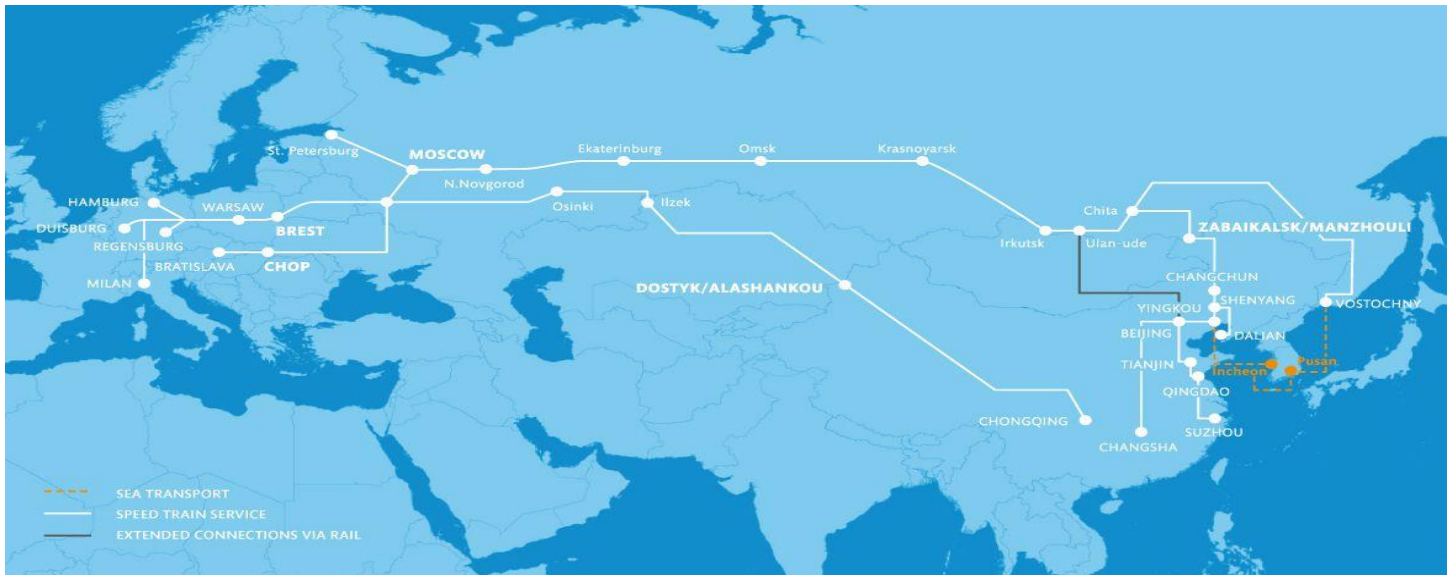 St. Petersburg
MOSCOW
N.Novgorod
Ekaterinburg
Omsk
Krasnoyarsk
HAMBURG
WARSAW
DUISBURG
BREST
REGENSBURG
BRATISLAVA
CHOP
MILAN
Osinki
Ilzek
Chita
Irkutsk
Ulan-ude
ZABAIKALSK/MANZHOULI
DOSTYK/ALASHANKOU
CHANGCHUN
SHENYANG
YINGKOU
VOSTOCHNY
BEIJING
DALIAN
TIANJIN
Incheon
Pusan
QINGDAO
CHONGQING
SUZHOU
CHANGSHA
SEA TRANSPORT
SPEED TRAIN SERVICE
EXTENDED CONNECTIONS VIA RAIL